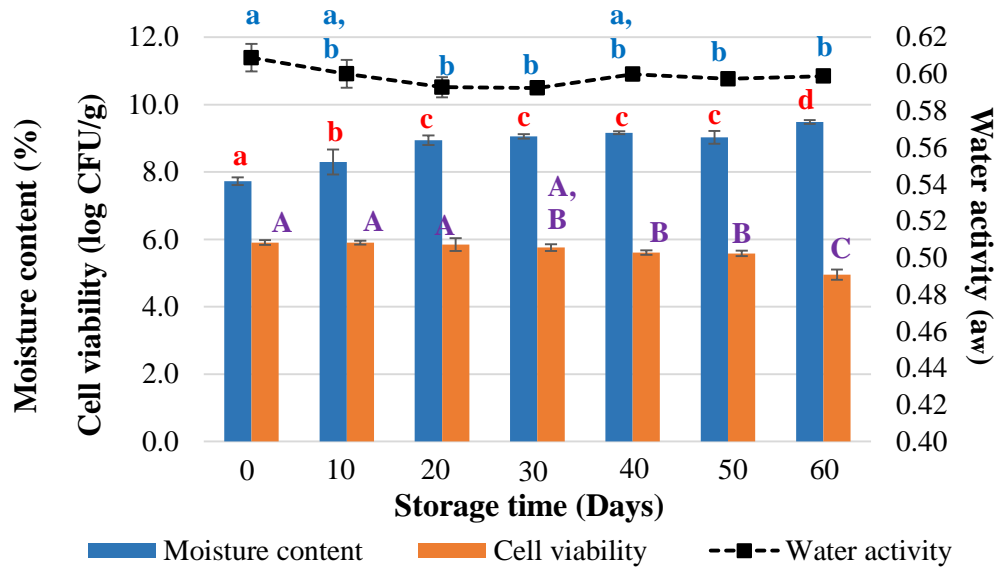 Moisture content (%)
Cell viability (log CFU/g)
12.0
10.0
8.0
6.0
4.0
2.0
0.0
a
a,
b
b
b
a,
b
b
b
a
b
c
c
c
c
d
A
A
A
A,
B
B
B
C
0.62
0.60
0.58
0.56
0.54
0.52
0.50
0.48
0.46
0.44
0.42
0.40
Water activity (aw)
0 10 20 30 40 50 60
Storage time (Days)
Moisture content Cell viability Water activity